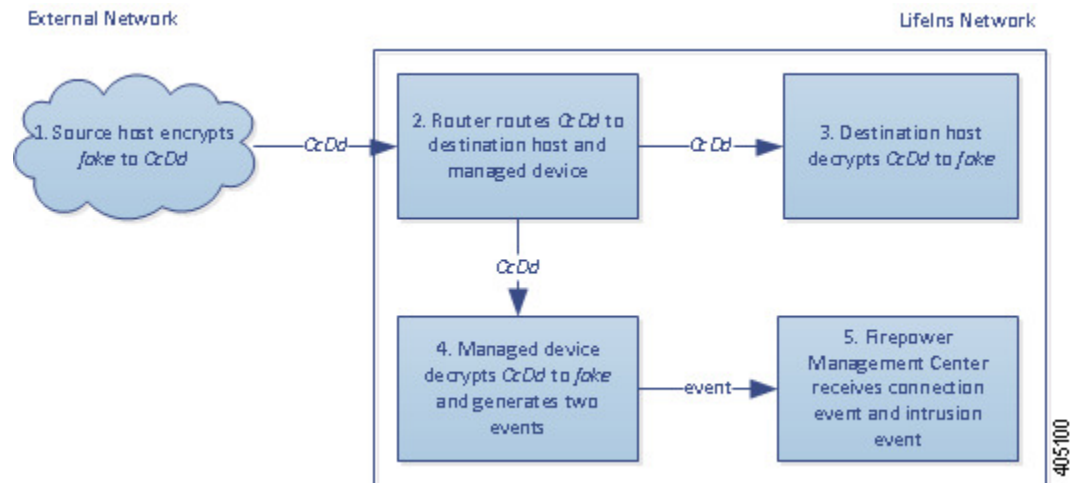 External Network
LifeIns Network
1. Source host encrypts
fake to CcDd
CcDd
2. Router routes CcDd to
destination host and
managed device
CcDd
3. Destination host
decrypts CcDd to fake
CcDd
4. Managed device
decrypts CcDd to fake
and generates two
events
event
5. Firepower
Management Center
receives connection
event and intrusion
event
405100